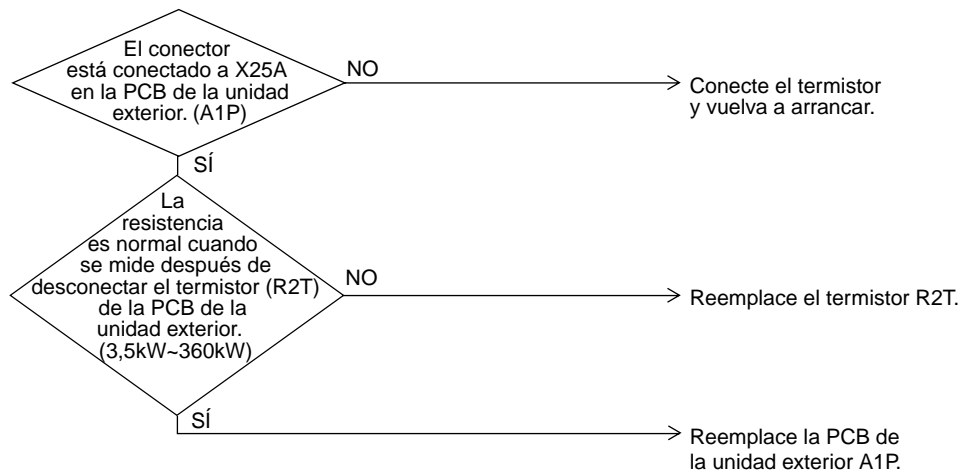 El conector
está conectado a X25A
en la PCB de la unidad
exterior. (A1P)
NO
Conecte el termistor
y vuelva a arrancar.
SÍ
La
resistencia
es normal cuando
se mide después de
desconectar el termistor (R2T)
de la PCB de la
unidad exterior.
(3,5kW~360kW)
NO
Reemplace el termistor R2T.
SÍ
Reemplace la PCB de
la unidad exterior A1P.